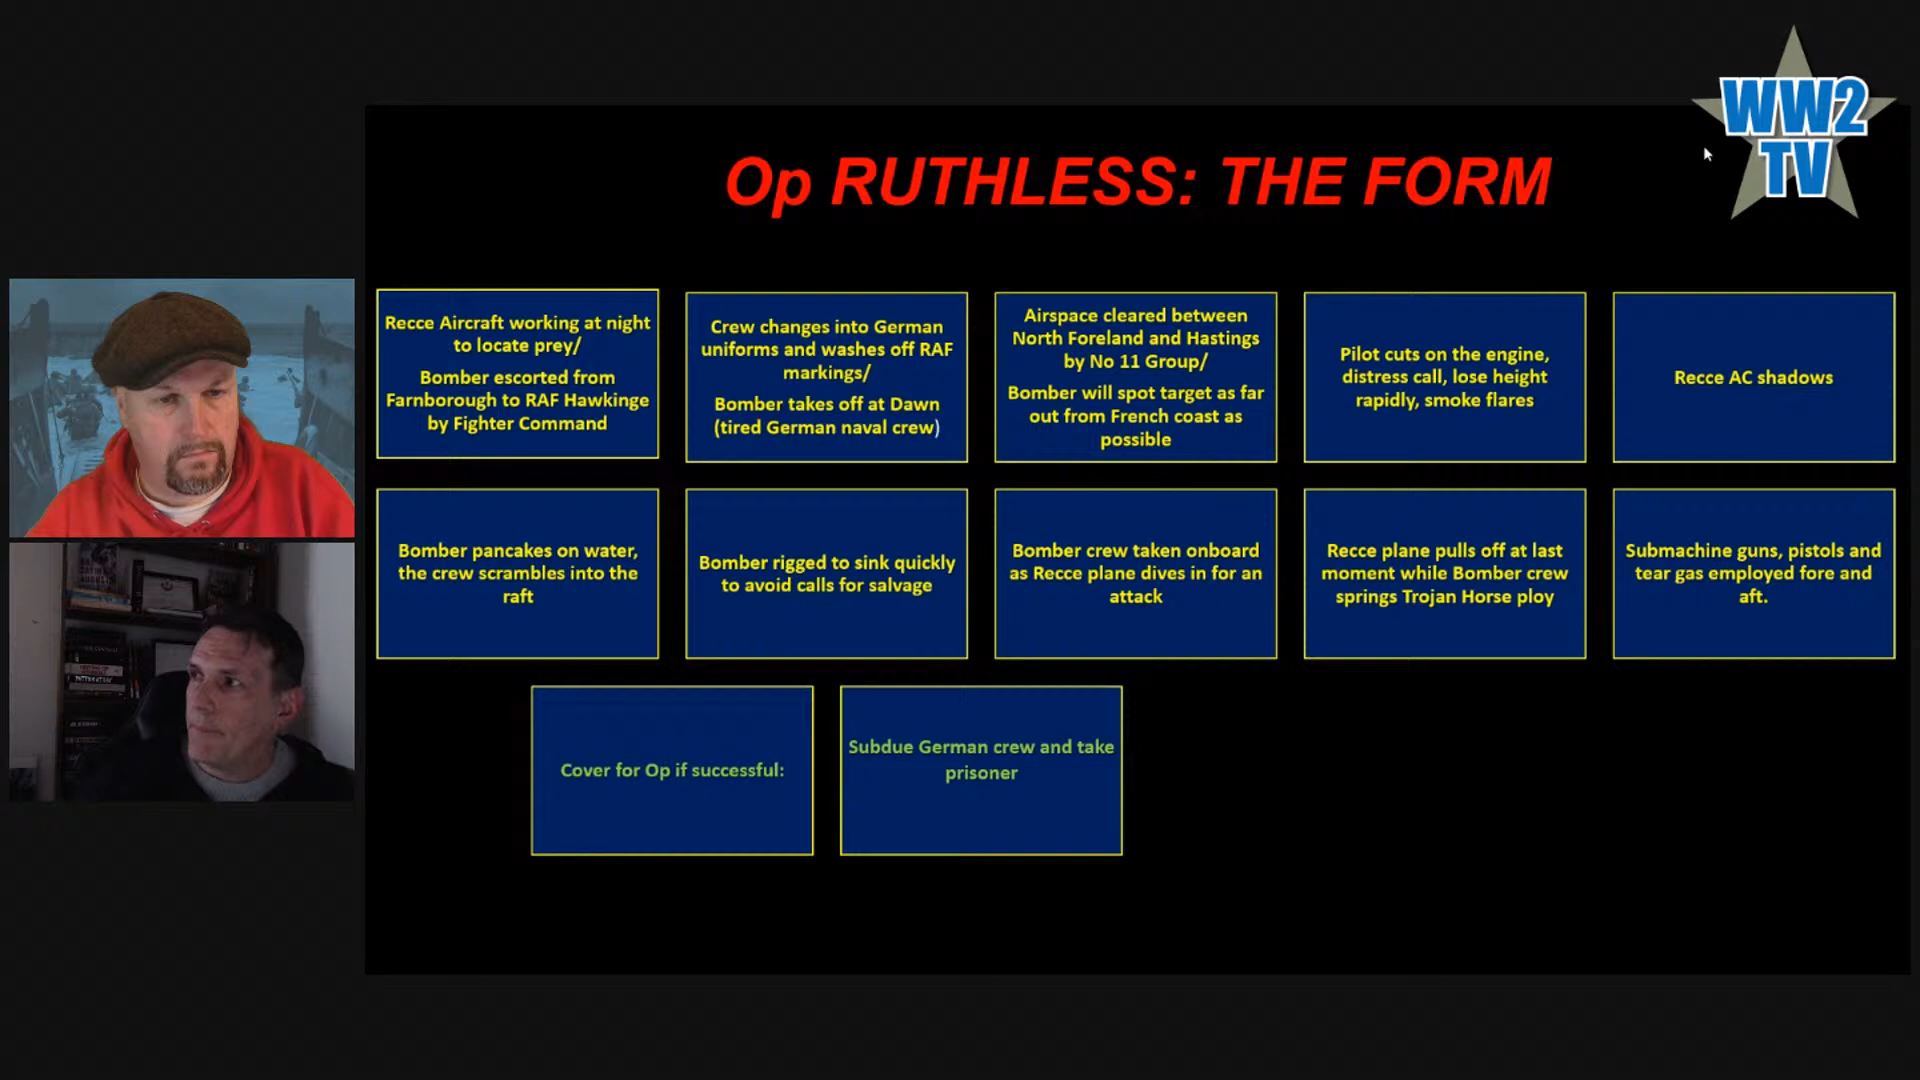 WW2
TV
Op RUTHLESS: THE FORM
Recce Aircraft working at night
to locate prey/
Bomber escorted from
Farnborough to RAF Hawkinge
by Fighter Command
Crew changes into German
uniforms and washes off RAF
markings/
Bomber takes off at Dawn
(tired German naval crew)
Airspace cleared between
North Foreland and Hastings
by No 11 Group/
Bomber will spot target as far
out from French coast as
possible
Pilot cuts on the engine,
distress call, lose height
rapidly, smoke flares
Recce AC shadows
Bomber pancakes on water,
the crew scrambles into the
raft
Bomber rigged to sink quickly
to avoid calls for salvage
Bomber crew taken onboard
as Recce plane dives in for an
attack
Recce plane pulls off at last
moment while Bomber crew
springs Trojan Horse ploy
Submachine guns, pistols and
tear gas employed fore and
aft.
Cover for Op if successful:
Subdue German crew and take
prisoner